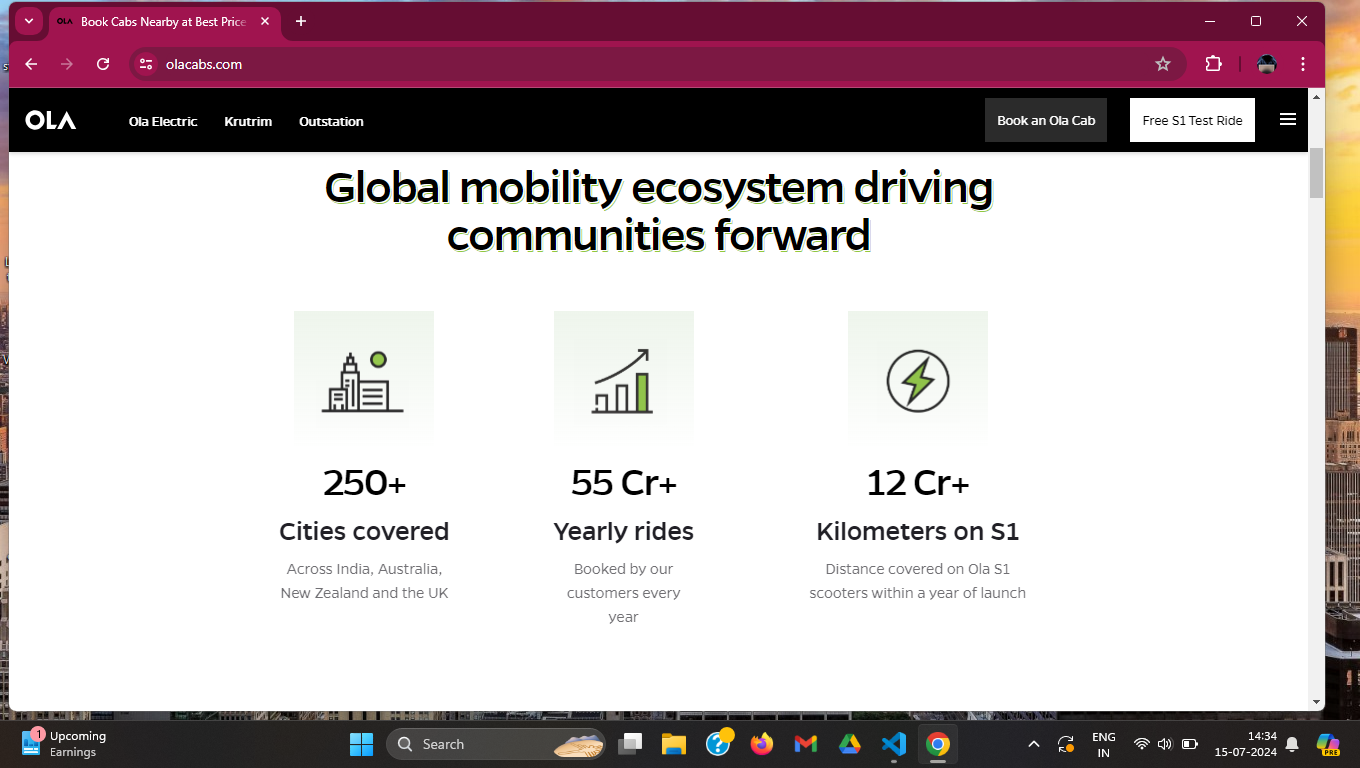 OLA Book Cabs Nearby at Best Price
olacabs.com
OLA Ola Electric Krutrim Outstation Book an Ola Cab Free S1 Test Ride
Global mobility ecosystem driving
communities forward
250+ 55 Cr+ 12 Cr+
Cities covered Yearly rides Kilometers on S1
Across India, Australia, Booked by our Distance covered on Ola S1
New Zealand and the UK customers every scooters within a year of launch
year
1 Upcoming
Earnings
Search
ENG
IN
14:34
15-07-2024
PRE